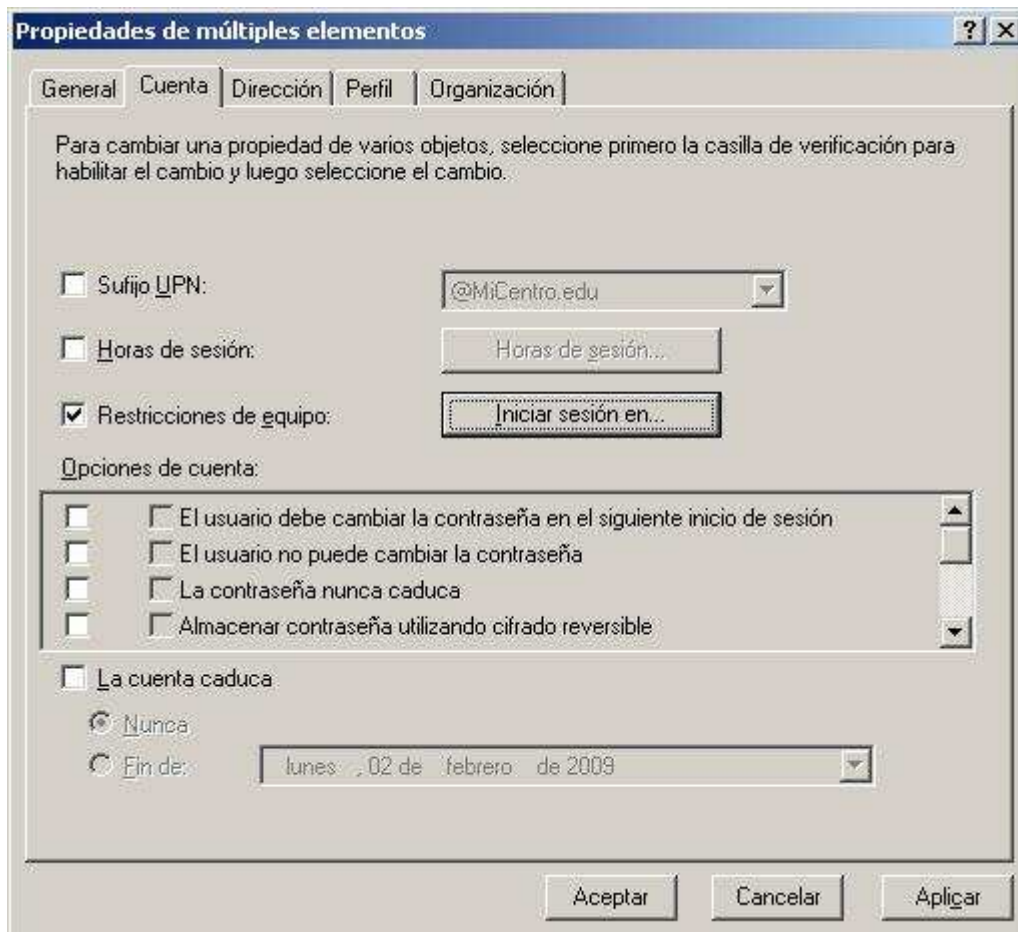 Propiedades de múltiples elementos
General Cuenta Dirección Perfil Organización
Para cambiar una propiedad de varios objetos, seleccione primero la casilla de verificación para
habilitar el cambio y luego seleccione el cambio.
Sufijo UPN: @MiCentro.edu
Horas de sesión: Horas de sesión...
Restricciones de equipo: Iniciar sesión en...
Opciones de cuenta:
El usuario debe cambiar la contraseña en el siguiente inicio de sesión
El usuario no puede cambiar la contraseña
La contraseña nunca caduca
Almacenar contraseña utilizando cifrado reversible
La cuenta caduca
Nunca
Fin de: lunes , 02 de febrero de 2009
Aceptar Cancelar Aplicar